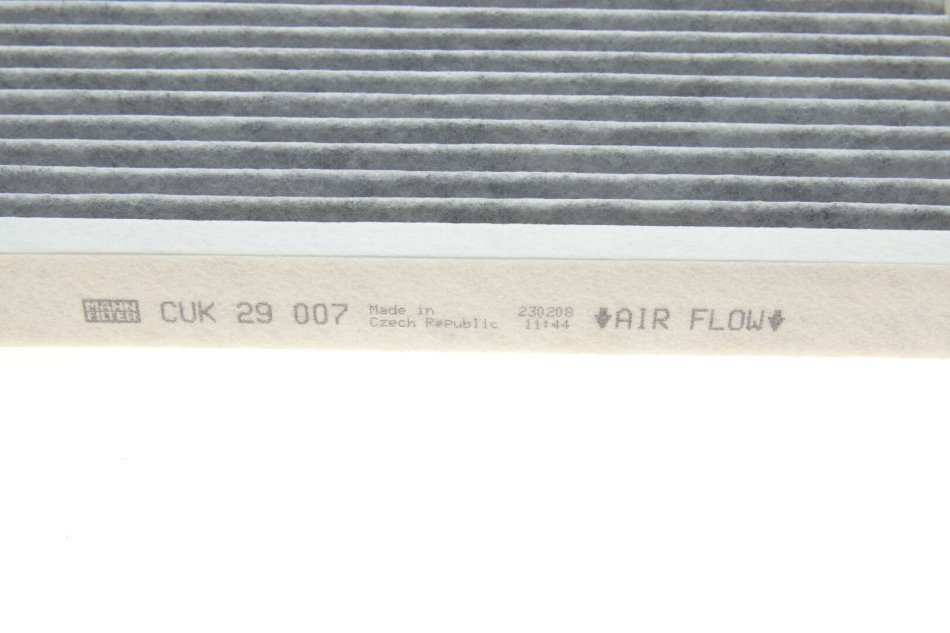 MANN
FILTER
CUK 29 007
Made in
Czech Republic
230208
11:44
AIR FLOW